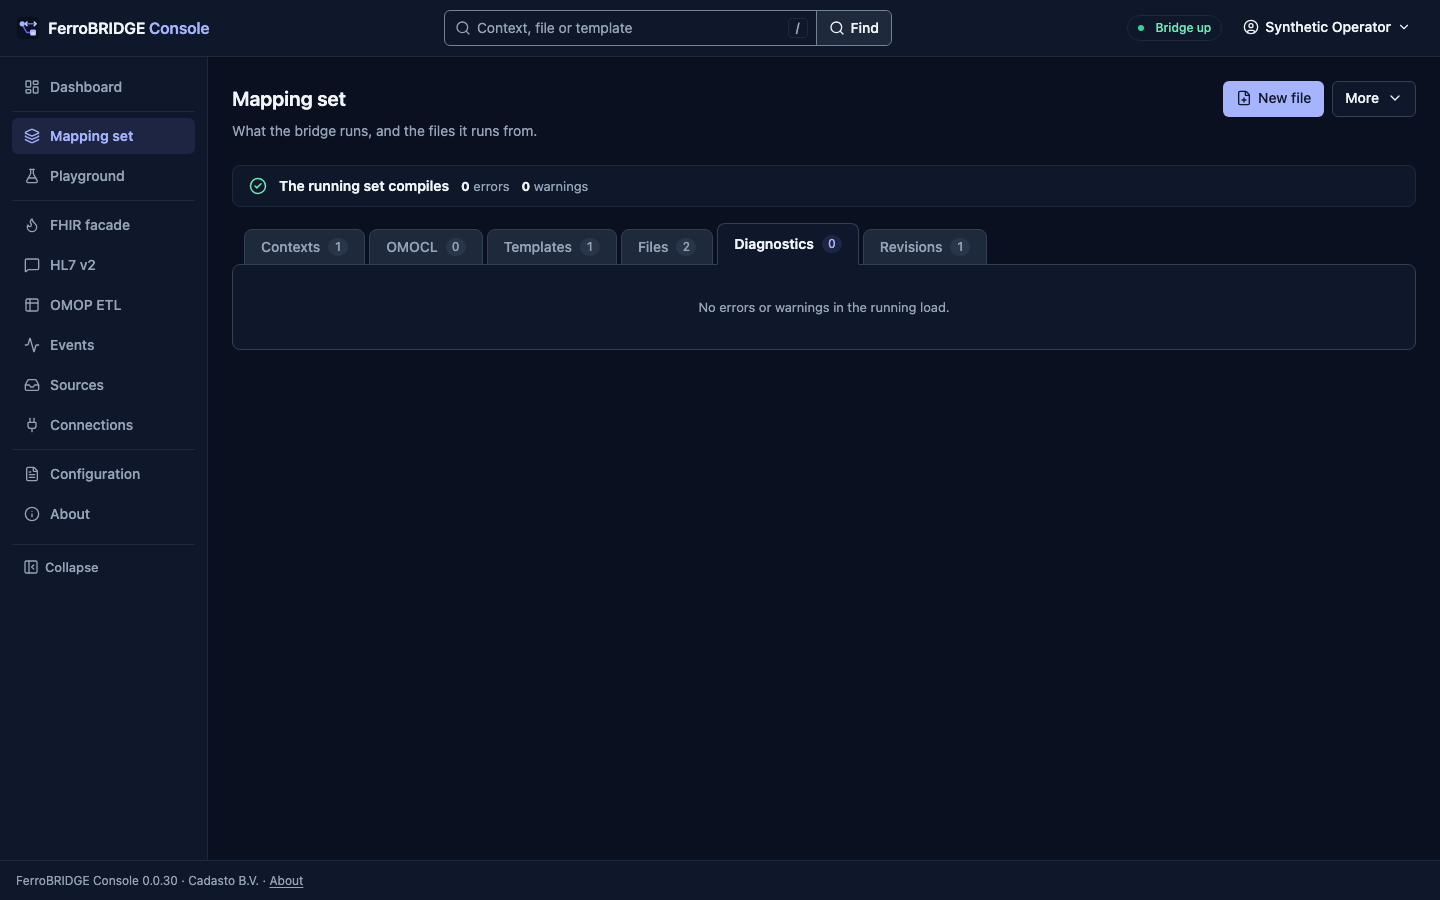 FerroBRIDGE Console
Context, file or template
/
Find
Bridge up
Synthetic Operator
Dashboard
Mapping set
Playground
FHIR facade
HL7 v2
OMOP ETL
Events
Sources
Connections
Configuration
About
Collapse
Mapping set
What the bridge runs, and the files it runs from.
New file
More
The running set compiles 0 errors 0 warnings
Contexts 1
OMOCL 0
Templates 1
Files 2
Diagnostics 0
Revisions 1
No errors or warnings in the running load.
FerroBRIDGE Console 0.0.30 · Cadasto B.V. · About